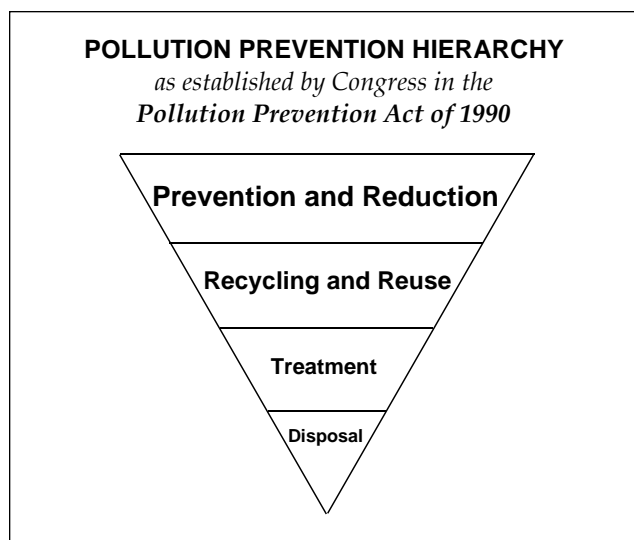 POLLUTION PREVENTION HIERARCHY
as established by Congress in the
Pollution Prevention Act of 1990
Prevention and Reduction
Recycling and Reuse
Treatment
Disposal